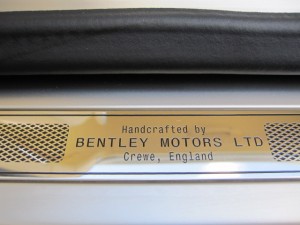 Handcrafted by
BENTLEY MOTORS LTD
Crewe, England